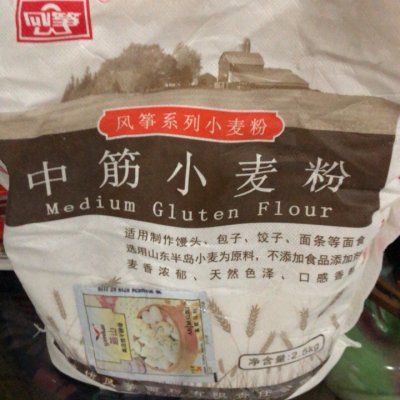 风筝
风筝系列小麦粉
中筋小麦粉
Medium Gluten Flour
适用制作馒头、包子、饺子、面条等面食
选用山东半岛小麦为原料，不添加食品添加剂
麦香浓郁、天然色泽、口感香
净含量:2.5kg